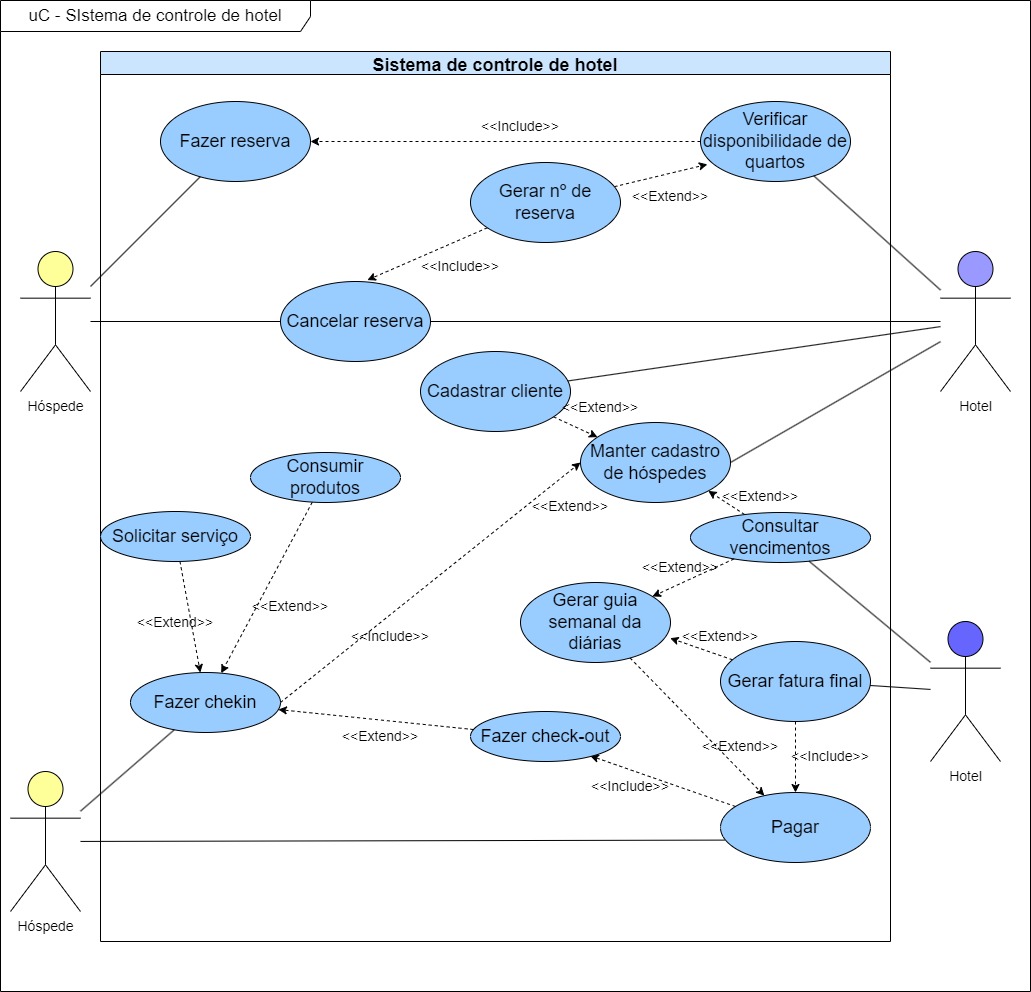 uC - SIstema de controle de hotel
Sistema de controle de hotel
Fazer reserva
<<Include>>
Verificar
disponibilidade de
quartos
Gerar nº de
reserva
<<Extend>>
<<Include>>
Cancelar reserva
Hóspede
Hotel
Cadastrar cliente
<<Extend>>
Manter cadastro
de hóspedes
Consumir
produtos
<<Extend>>
<<Extend>>
Solicitar serviço
Consultar
vencimentos
<<Extend>>
Gerar guia
semanal da
diárias
<<Extend>>
<<Extend>>
<<Include>>
<<Extend>>
Gerar fatura final
Fazer chekin
<<Extend>>
Fazer check-out
<<Extend>>
<<Include>>
<<Include>>
Hotel
Pagar
Hóspede